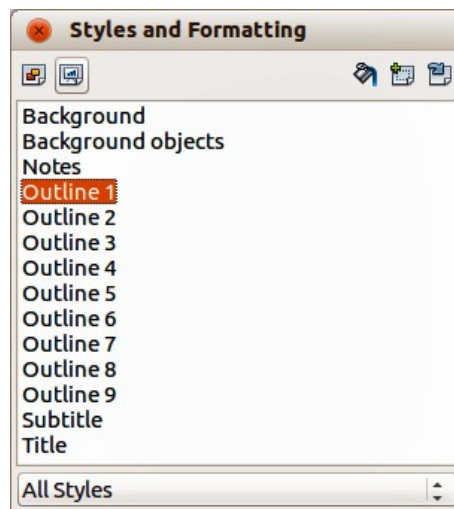 Styles and Formatting
Background
Background objects
Notes
Outline 1
Outline 2
Outline 3
Outline 4
Outline 5
Outline 6
Outline 7
Outline 8
Outline 9
Subtitle
Title
All Styles